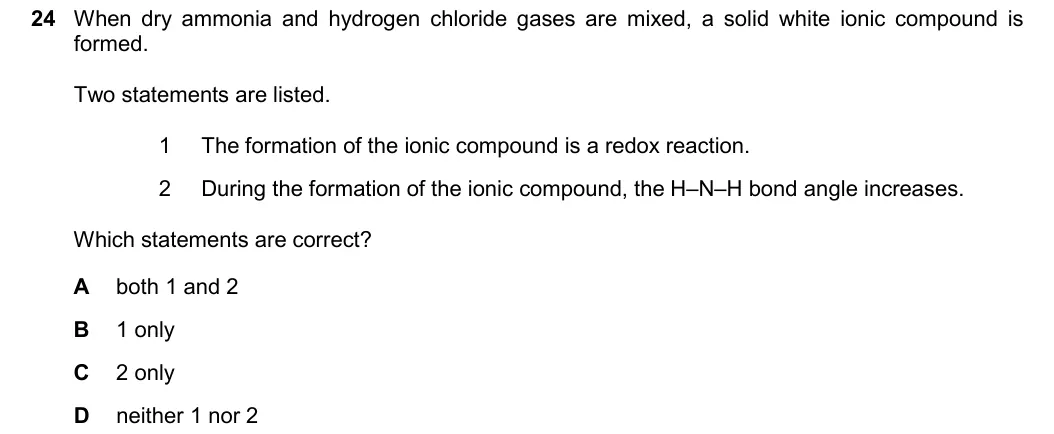 24 When dry ammonia and hydrogen chloride gases are mixed, a solid white ionic compound is
formed.
Two statements are listed.
1 The formation of the ionic compound is a redox reaction.
2 During the formation of the ionic compound, the H–N–H bond angle increases.
Which statements are correct?
A both 1 and 2
B 1 only
C 2 only
D neither 1 nor 2